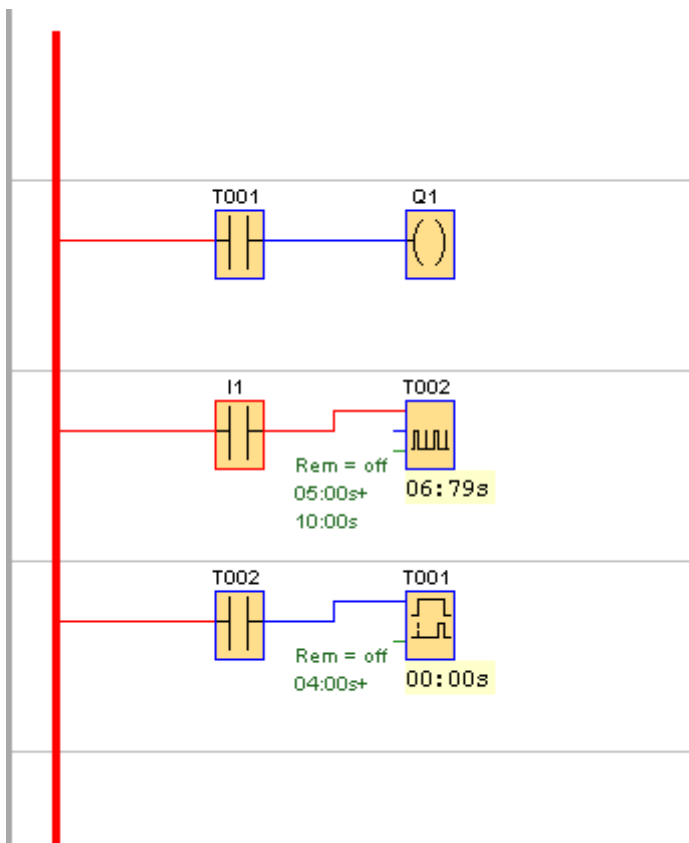 T001 Q1
I1 T002
Rem = off
05:00s+ 06:79s
10:00s
T002 T001
Rem = off
04:00s+ 00:00s